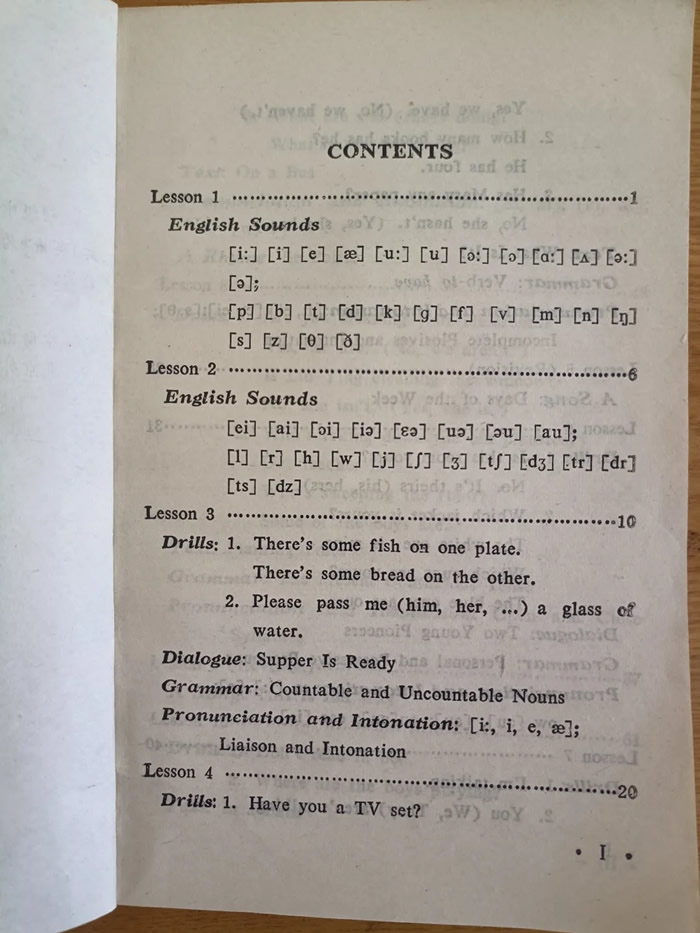 CONTENTS
Lesson 1 ………………………………………………………1
English Sounds
[i:] [i] [e] [æ] [u:] [u] [ɔ:] [ɔ] [ɑ:] [ʌ] [ə:]
[ə];
[p] [b] [t] [d] [k] [g] [f] [v] [m] [n] [ŋ]
[s] [z] [θ] [ð]
Lesson 2 ………………………………………………………6
English Sounds
[ei] [ai] [ɔi] [iə] [ɛə] [uə] [əu] [au];
[l] [r] [h] [w] [j] [ʃ] [ʒ] [tʃ] [dʒ] [tr] [dr]
[ts] [dz]
Lesson 3 ………………………………………………………10
Drills: 1. There's some fish on one plate.
There's some bread on the other.
2. Please pass me (him, her, …) a glass of
water.
Dialogue: Supper Is Ready
Grammar: Countable and Uncountable Nouns
Pronunciation and Intonation: [i:, i, e, æ];
Liaison and Intonation
Lesson 4 ………………………………………………………20
Drills: 1. Have you a TV set?
• I •